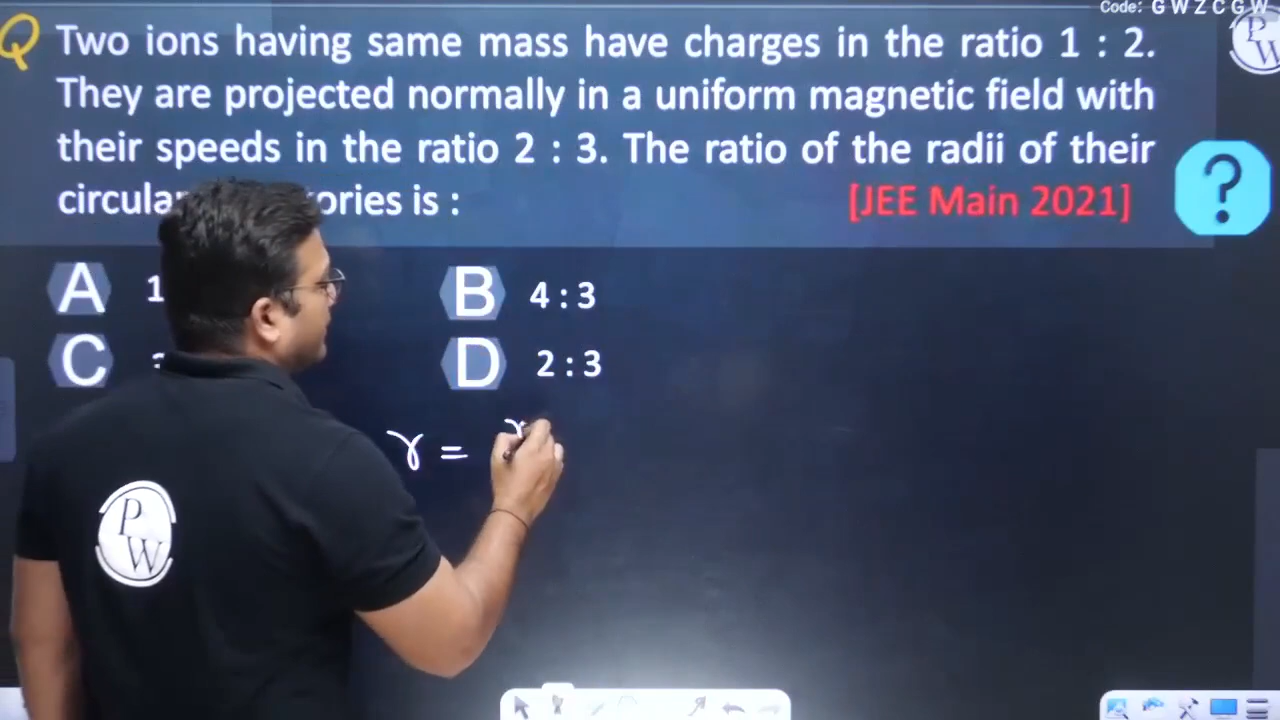 Code: G W Z C G W
Q Two ions having same mass have charges in the ratio 1 : 2.
They are projected normally in a uniform magnetic field with
their speeds in the ratio 2 : 3. The ratio of the radii of their
is : [JEE Main 2021]
?
A
B 4 : 3
C
D 2 : 3
r =
P
W
P
W